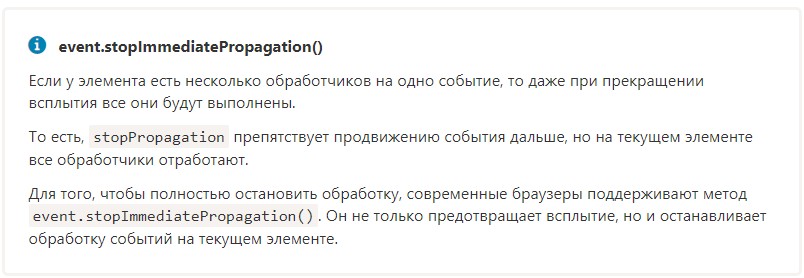 event.stopImmediatePropagation()
Если у элемента есть несколько обработчиков на одно событие, то даже при прекращении
всплытия все они будут выполнены.
То есть, stopPropagation препятствует продвижению события дальше, но на текущем элементе
все обработчики отработают.
Для того, чтобы полностью остановить обработку, современные браузеры поддерживают метод
event.stopImmediatePropagation(). Он не только предотвращает всплытие, но и останавливает
обработку событий на текущем элементе.